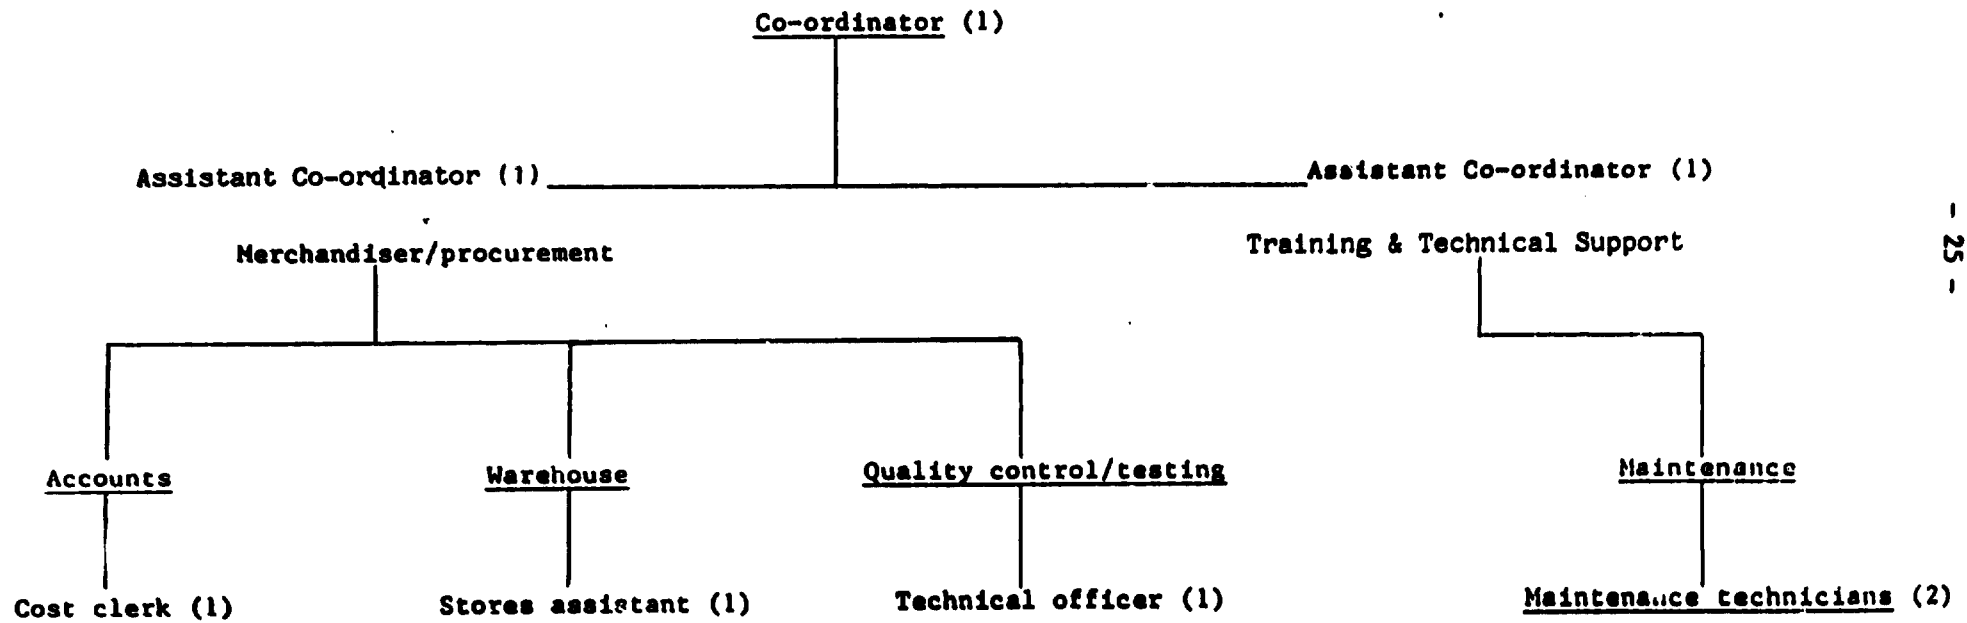 Co-ordinator (1)
Assistant Co-ordinator (1)
Assistant Co-ordinator (1)
Merchandiser/procurement
Training & Technical Support
- 25 -
Accounts
Warehouse
Quality control/testing
Maintenance
Cost clerk (1)
Stores assistant (1)
Technical officer (1)
Maintenance technicians (2)